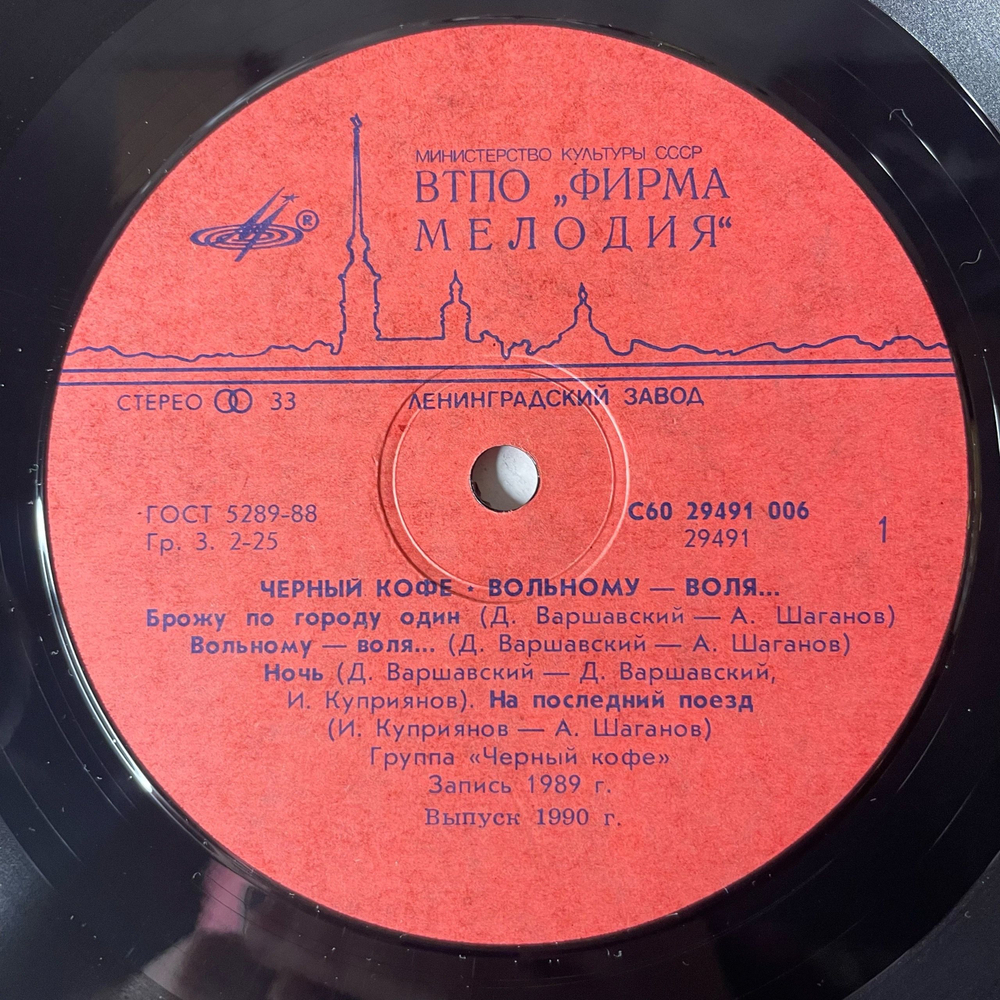 МИНИСТЕРСТВО КУЛЬТУРЫ СССР
ВТПО „ФИРМА
МЕЛОДИЯ“
®
СТЕРЕО 33
ЛЕНИНГРАДСКИЙ ЗАВОД
ГОСТ 5289-88
Гр. 3. 2-25
С60 29491 006
29491
1
ЧЕРНЫЙ КОФЕ • ВОЛЬНОМУ — ВОЛЯ...
Брожу по городу один (Д. Варшавский — А. Шаганов)
Вольному — воля... (Д. Варшавский — А. Шаганов)
Ночь (Д. Варшавский — Д. Варшавский,
И. Куприянов). На последний поезд
(И. Куприянов — А. Шаганов)
Группа «Черный кофе»
Запись 1989 г.
Выпуск 1990 г.